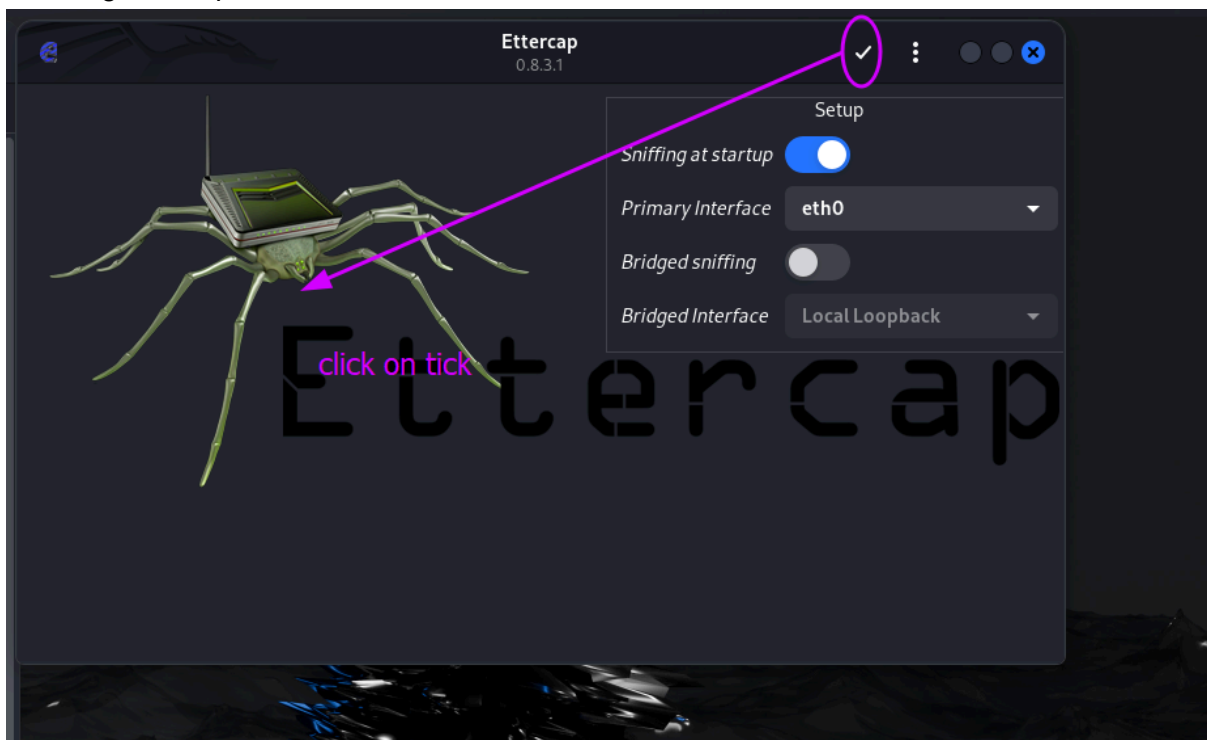 Ettercap
0.8.3.1
Setup
Sniffing at startup
Primary Interface eth0
Bridged sniffing
Bridged Interface Local Loopback
click on tick
Ettercap